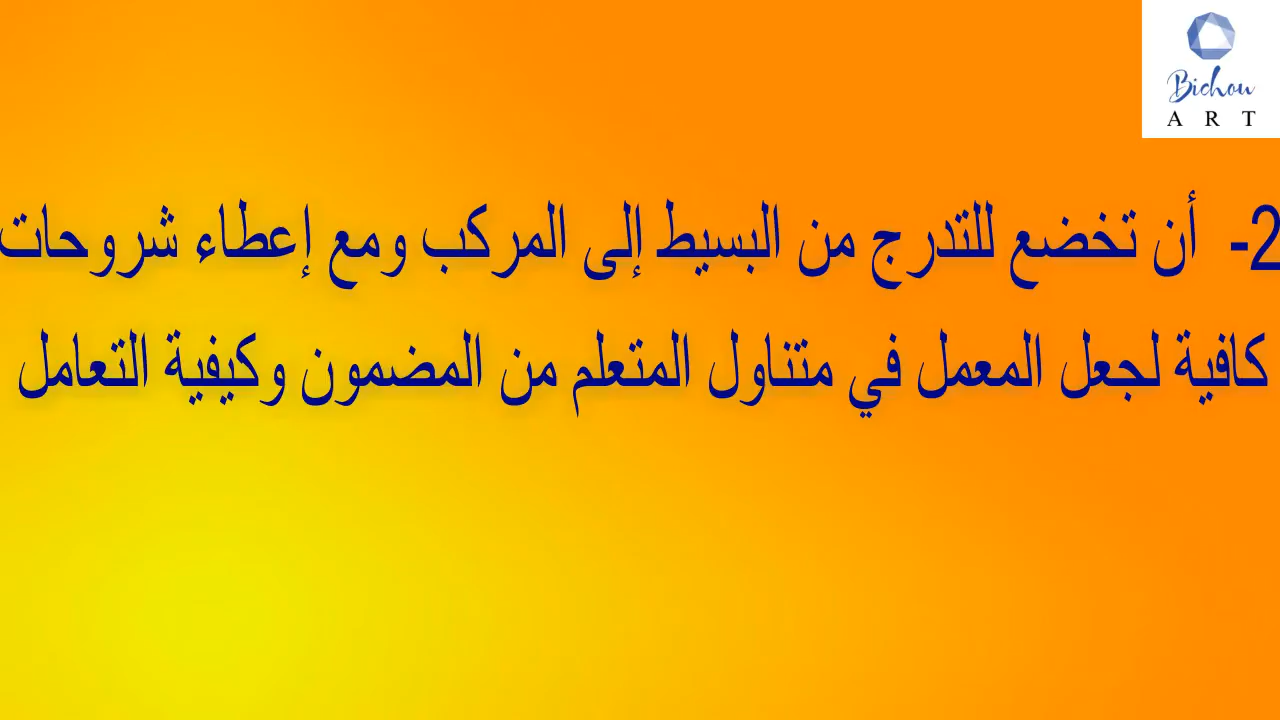 Bichou
A R T
2- أن تخضع للتدرج من البسيط إلى المركب ومع إعطاء شروحات
كافية لجعل المعمل في متناول المتعلم من المضمون وكيفية التعامل